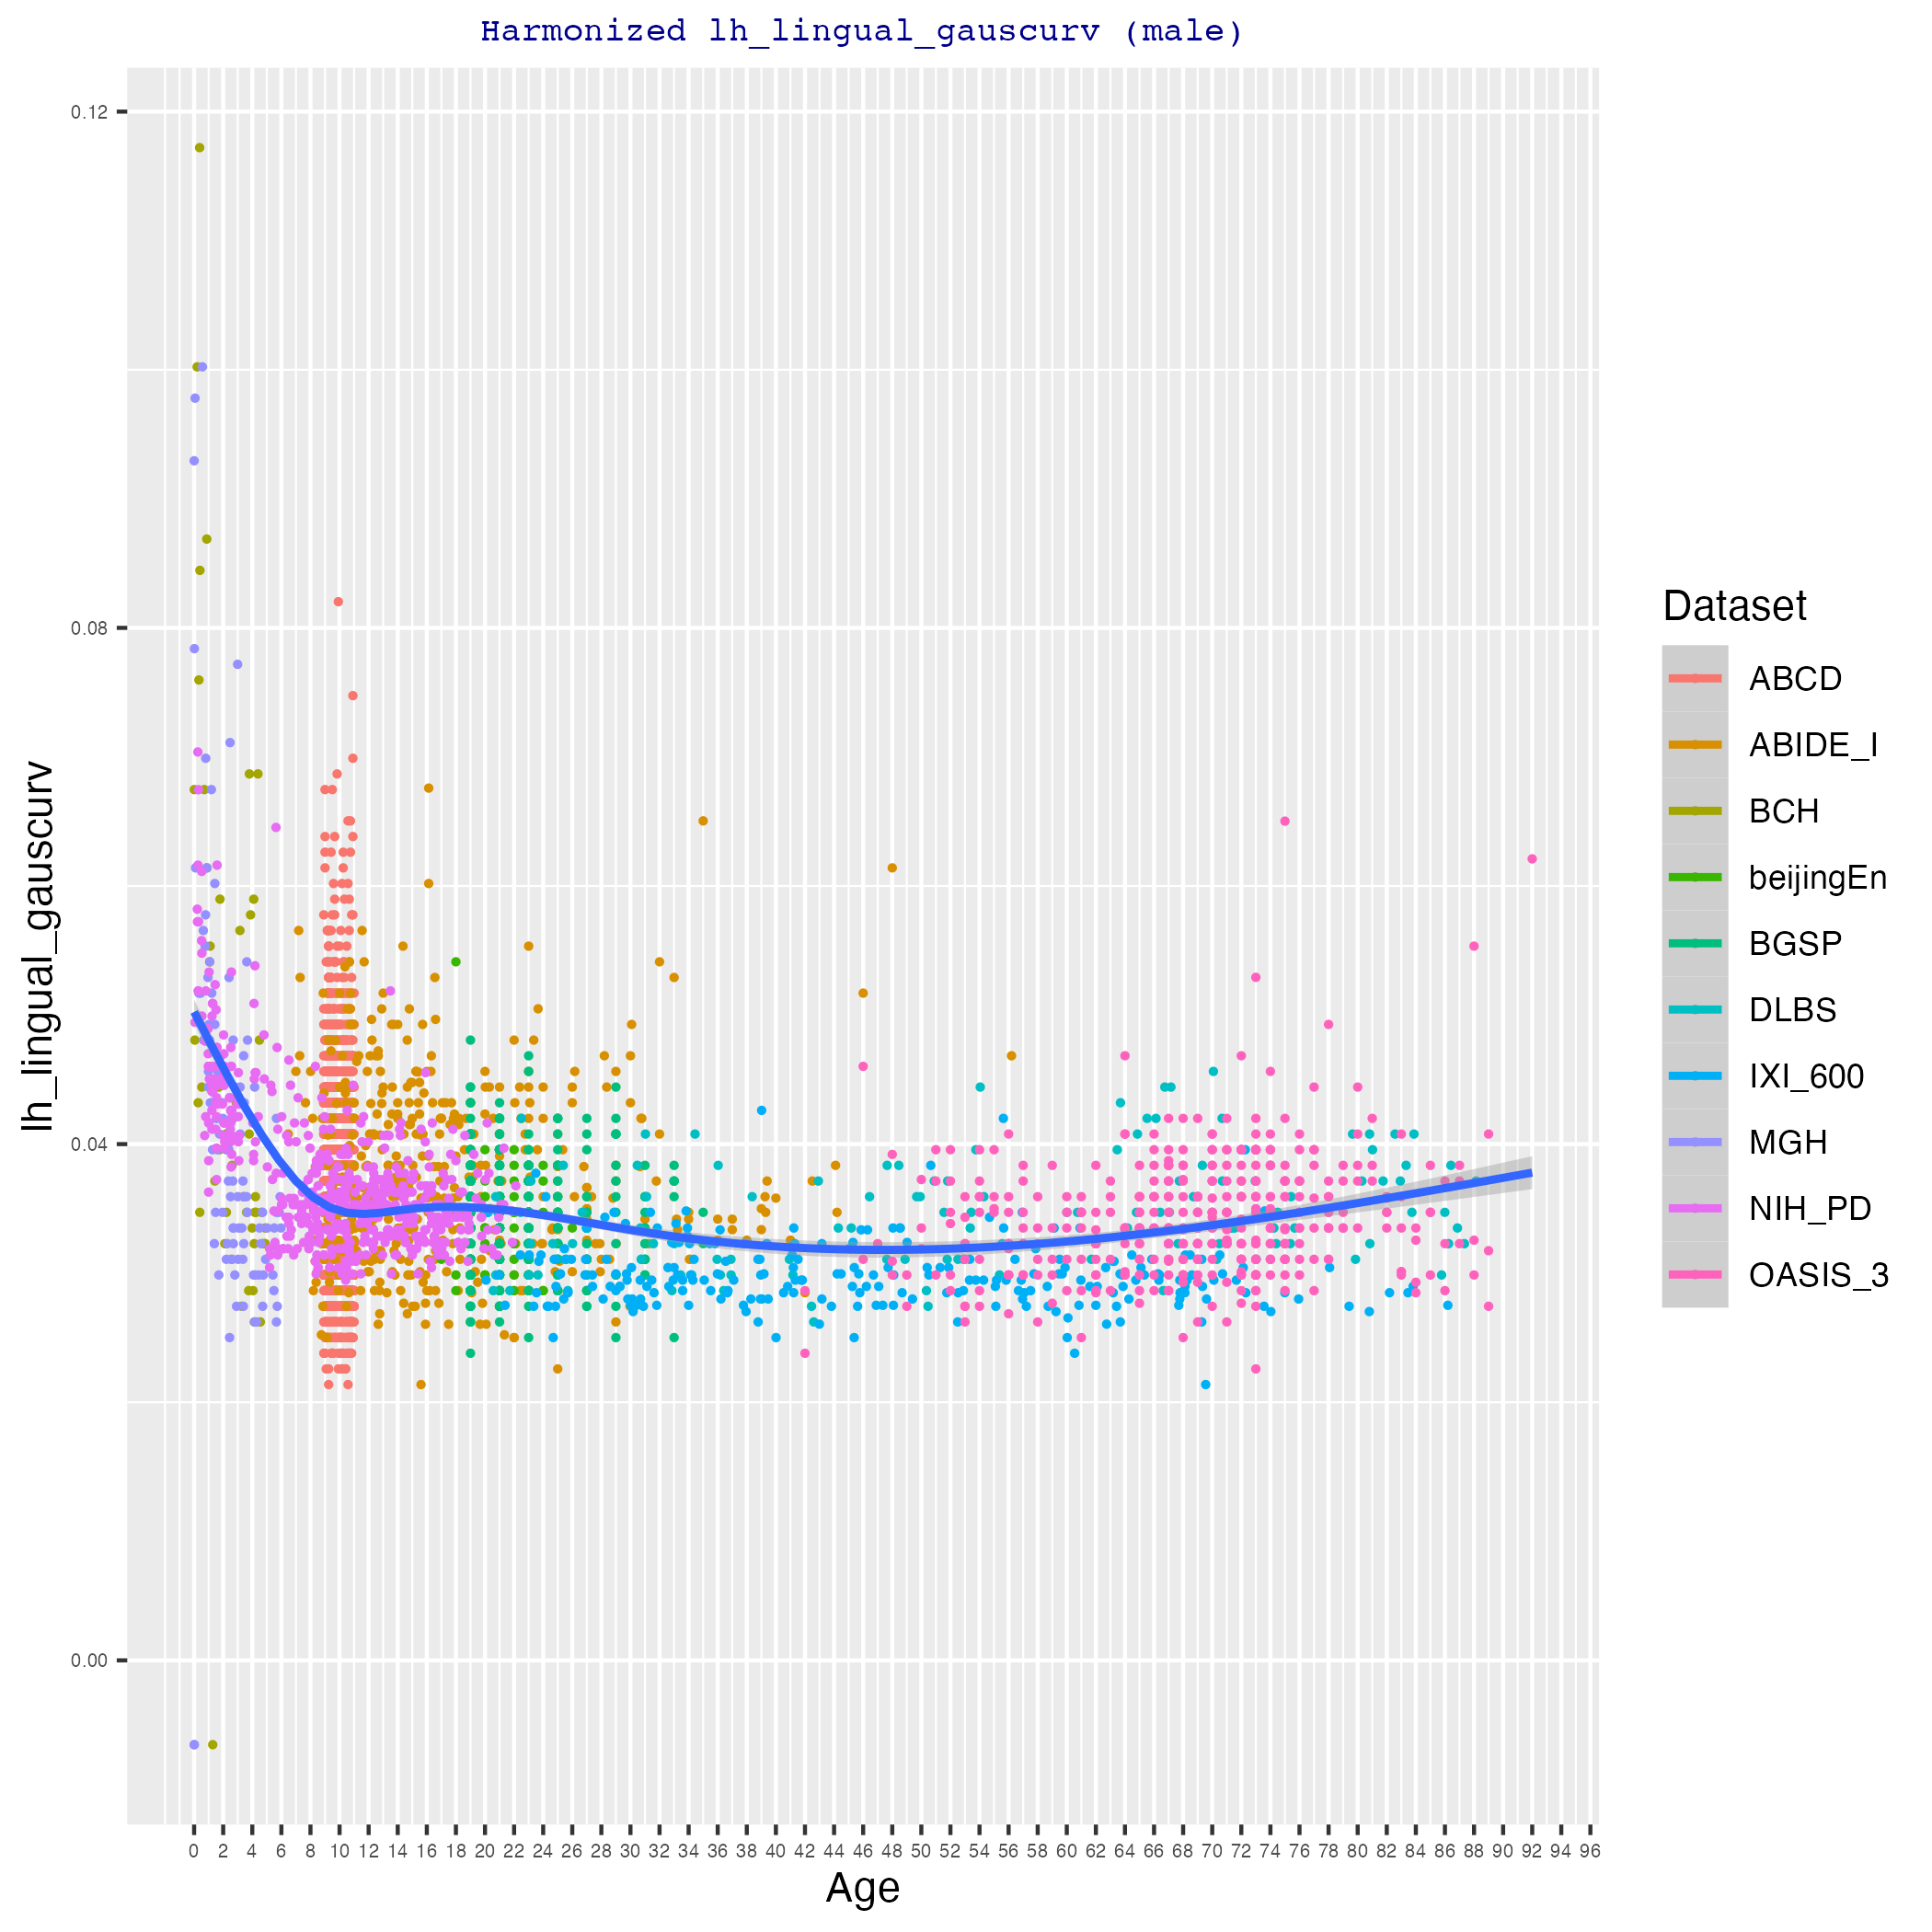 Harmonized lh_lingual_gauscurv (male)
lh_lingual_gauscurv
0.12
0.08
0.04
0.00
0 2 4 6 8 10 12 14 16 18 20 22 24 26 28 30 32 34 36 38 40 42 44 46 48 50 52 54 56 58 60 62 64 66 68 70 72 74 76 78 80 82 84 86 88 90 92 94 96
Age
Dataset
ABCD
ABIDE_I
BCH
beijingEn
BGSP
DLBS
IXI_600
MGH
NIH_PD
OASIS_3